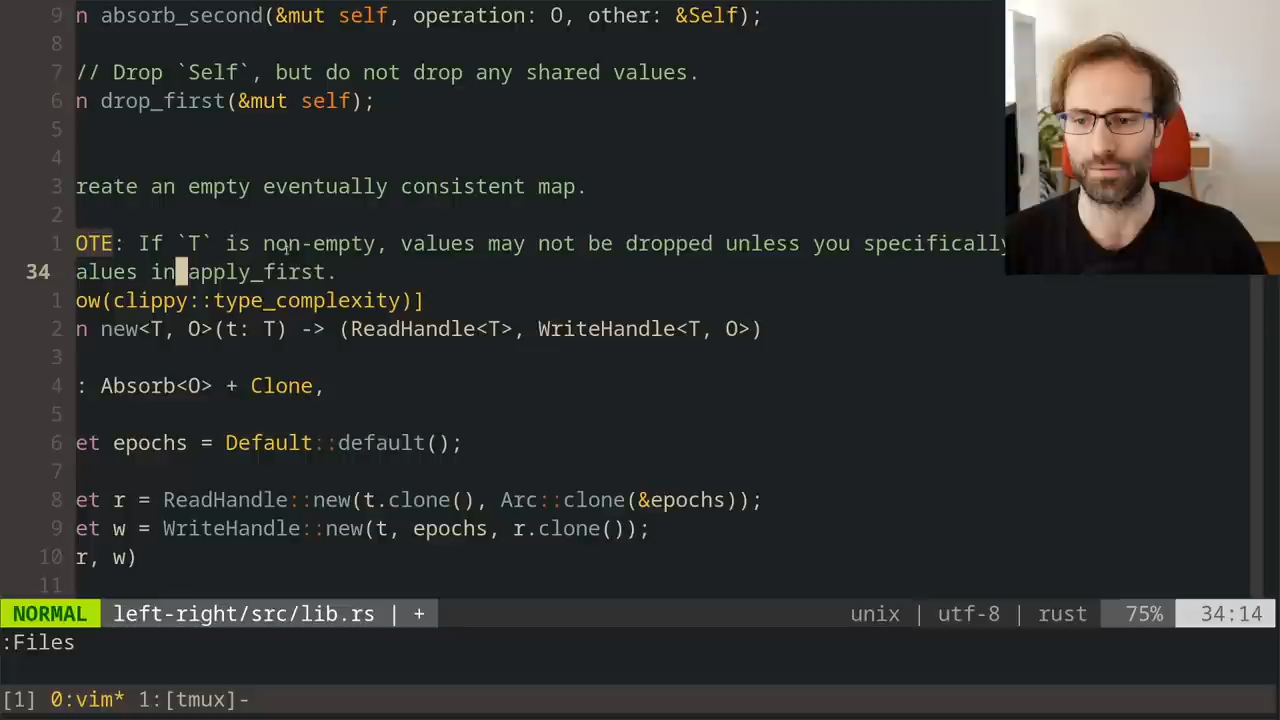 9 n absorb_second(&mut self, operation: O, other: &Self);
8
7 // Drop `Self`, but do not drop any shared values.
6 n drop_first(&mut self);
5
4
3 reate an empty eventually consistent map.
2
1 OTE: If `T` is non-empty, values may not be dropped unless you specifically
34 alues in apply_first.
1 ow(clippy::type_complexity)]
2 n new<T, O>(t: T) -> (ReadHandle<T>, WriteHandle<T, O>)
3
4 : Absorb<O> + Clone,
5
6 et epochs = Default::default();
7
8 et r = ReadHandle::new(t.clone(), Arc::clone(&epochs));
9 et w = WriteHandle::new(t, epochs, r.clone());
10 r, w)
11
NORMAL left-right/src/lib.rs | + unix | utf-8 | rust 75% 34:14
:Files
[1] 0:vim* 1:[tmux]-